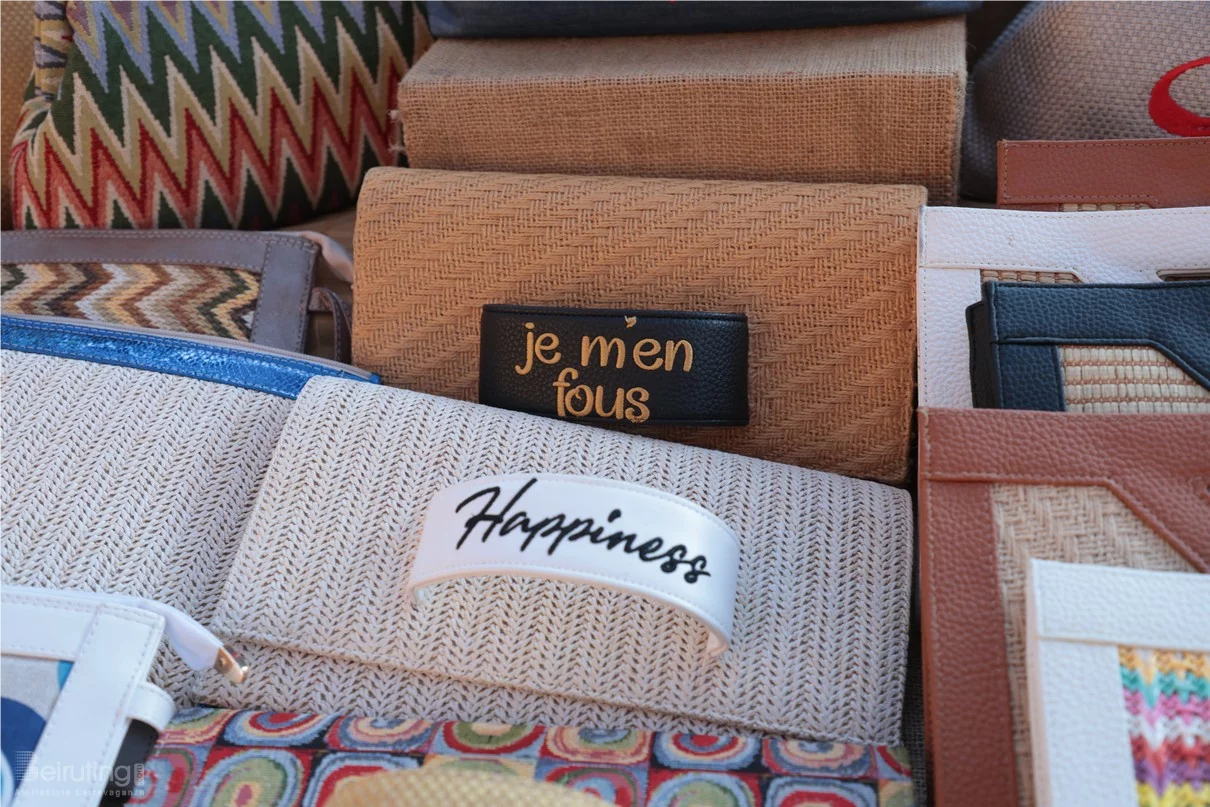 je m'en
fous
Happiness
Beiruting